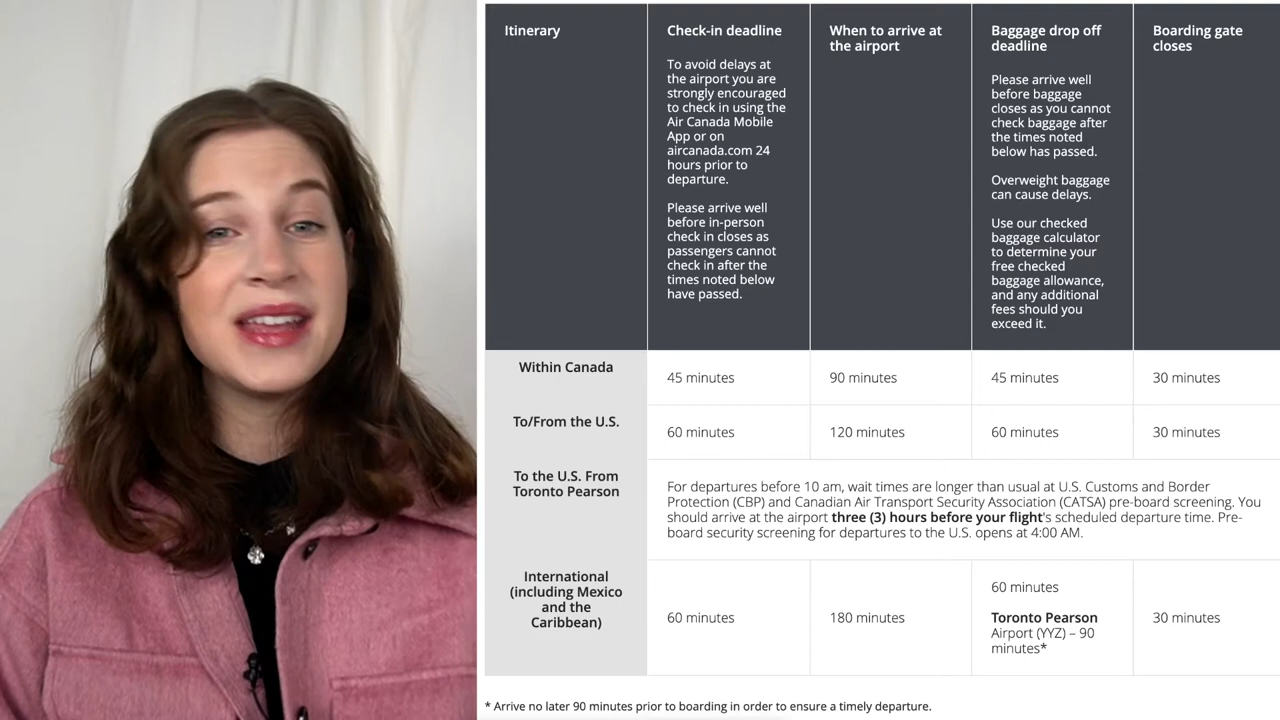 Itinerary
Check-in deadline
To avoid delays at
the airport you are
strongly encouraged
to check in using the
Air Canada Mobile
App or on
aircanada.com 24
hours prior to
departure.
Please arrive well
before in-person
check in closes as
passengers cannot
check in after the
times noted below
have passed.
When to arrive at
the airport
Baggage drop off
deadline
Please arrive well
before baggage
closes as you cannot
check baggage after
the times noted
below has passed.
Overweight baggage
can cause delays.
Use our checked
baggage calculator
to determine your
free checked
baggage allowance,
and any additional
fees should you
exceed it.
Boarding gate
closes
Within Canada
45 minutes
90 minutes
45 minutes
30 minutes
To/From the U.S.
60 minutes
120 minutes
60 minutes
30 minutes
To the U.S. From
Toronto Pearson
For departures before 10 am, wait times are longer than usual at U.S. Customs and Border
Protection (CBP) and Canadian Air Transport Security Association (CATSA) pre-board screening. You
should arrive at the airport three (3) hours before your flight's scheduled departure time. Pre-
board security screening for departures to the U.S. opens at 4:00 AM.
International
(including Mexico
and the
Caribbean)
60 minutes
180 minutes
60 minutes
Toronto Pearson
Airport (YYZ) – 90
minutes*
30 minutes
* Arrive no later 90 minutes prior to boarding in order to ensure a timely departure.